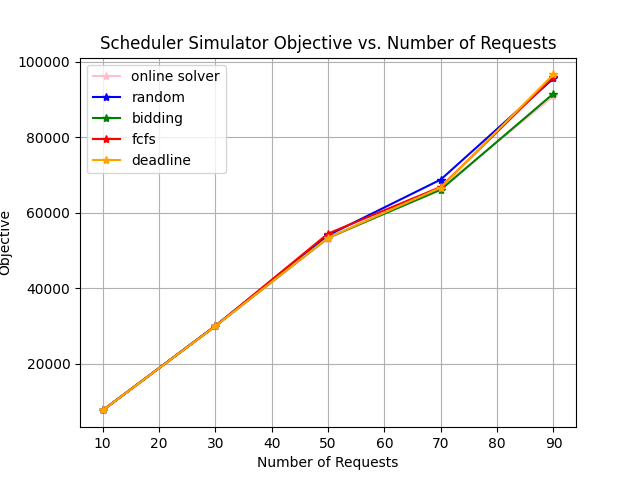 Scheduler Simulator Objective vs. Number of Requests
100000
80000
60000
40000
20000
Objective
online solver
random
bidding
fcfs
deadline
10 20 30 40 50 60 70 80 90
Number of Requests